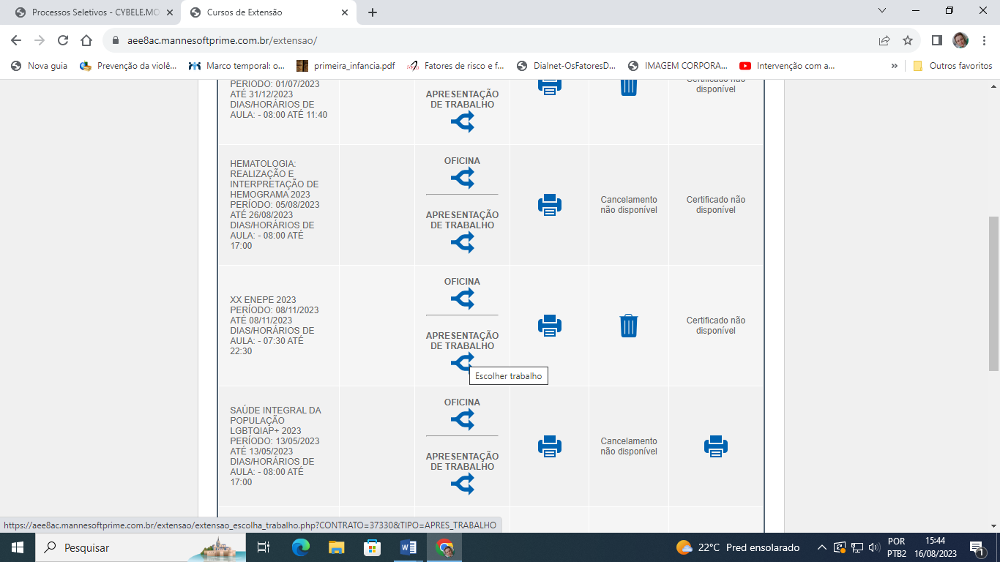 Processos Seletivos - CYBELE.MO
Cursos de Extensão
aee8ac.mannesoftprime.com.br/extensao/
Nova guia
Prevenção da violê...
Marco temporal: o...
primeira_infancia.pdf
Fatores de risco e f...
Dialnet-OsFatoresD...
IMAGEM CORPORA...
Intervenção com a...
»
Outros favoritos
PERÍODO: 01/07/2023
ATÉ 31/12/2023
DIAS/HORÁRIOS DE
AULA: - 08:00 ATÉ 11:40
APRESENTAÇÃO
DE TRABALHO
Certificado não
disponível
HEMATOLOGIA:
REALIZAÇÃO E
INTERPRETAÇÃO DE
HEMOGRAMA 2023
PERÍODO: 05/08/2023
ATÉ 26/08/2023
DIAS/HORÁRIOS DE
AULA: - 08:00 ATÉ
17:00
OFICINA
APRESENTAÇÃO
DE TRABALHO
Cancelamento
não disponível
Certificado não
disponível
XX ENEPE 2023
PERÍODO: 08/11/2023
ATÉ 08/11/2023
DIAS/HORÁRIOS DE
AULA: - 07:30 ATÉ
22:30
OFICINA
APRESENTAÇÃO
DE TRABALHO
Escolher trabalho
Certificado não
disponível
SAÚDE INTEGRAL DA
POPULAÇÃO
LGBTQIAP+ 2023
PERÍODO: 13/05/2023
ATÉ 13/05/2023
DIAS/HORÁRIOS DE
AULA: - 08:00 ATÉ
17:00
OFICINA
APRESENTAÇÃO
DE TRABALHO
Cancelamento
não disponível
https://aee8ac.mannesoftprime.com.br/extensao/extensao_escolha_trabalho.php?CONTRATO=37330&TIPO=APRES_TRABALHO
Pesquisar
22°C Pred ensolarado
POR
PTB2
15:44
16/08/2023
1